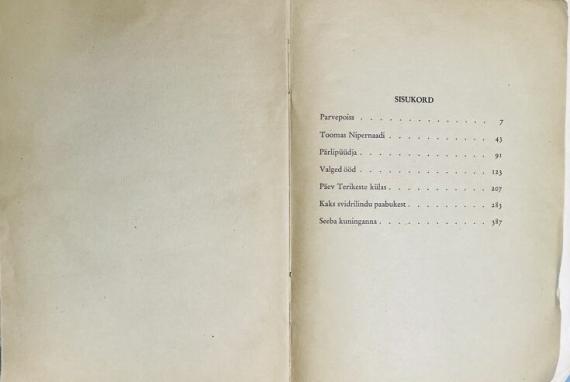 SISUKORD
Parvepoiss . . . . . . . . . . . . . . 7
Toomas Nipernaadi . . . . . . . . . . . 43
Pärlipüüdja . . . . . . . . . . . . . . 91
Valged ööd . . . . . . . . . . . . . . 123
Päev Terikeste külas . . . . . . . . . . . 207
Kaks svidrilindu paabukest . . . . . . . . . 283
Seeba kuninganna . . . . . . . . . . . . 387